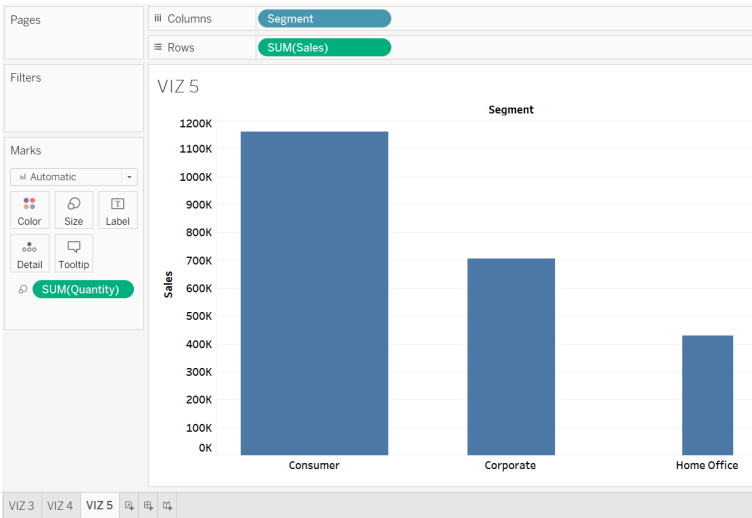 Pages
Columns
Segment
Rows
SUM(Sales)
Filters
Marks
Automatic
Color
Size
Label
Detail
Tooltip
SUM(Quantity)
VIZ 5
Segment
1200K
1100K
1000K
900K
800K
700K
600K
500K
400K
300K
200K
100K
0K
Sales
Consumer
Corporate
Home Office
VIZ 3
VIZ 4
VIZ 5